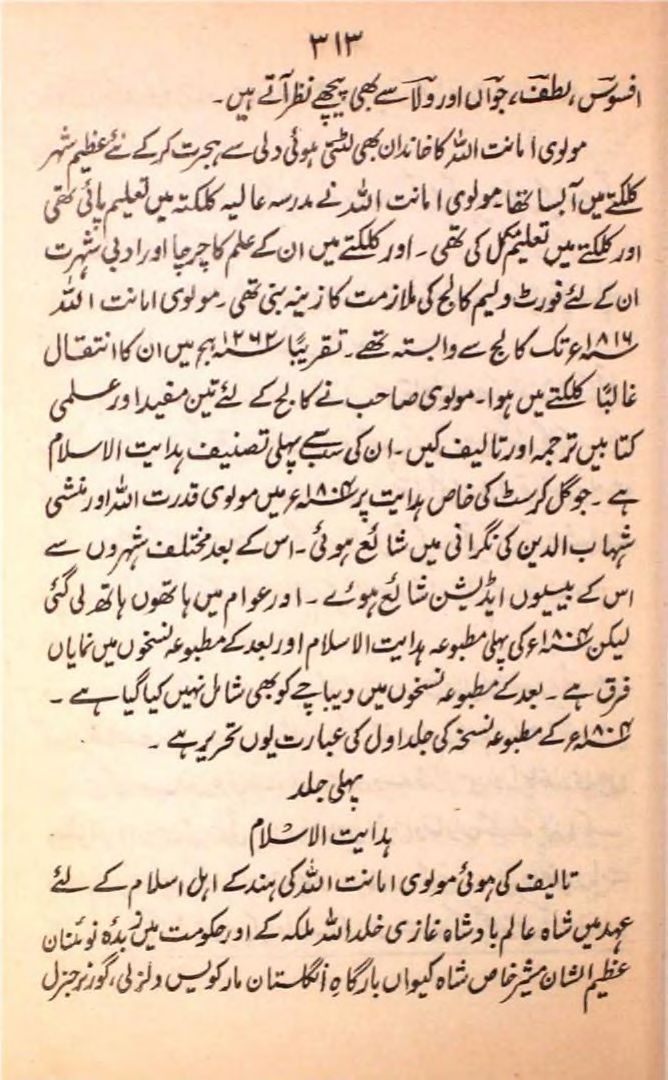 ۳۱۳
افسوس، لطف، جواں اور ولا سے بھی پیچھے نظر آتے ہیں۔
مولوی امانت اللہ کا خاندان بھی لٹتی ہوئی دلی سے ہجرت کر کے نئے عظیم شہر
کلکتے میں آبسا تھا۔ مولوی امانت اللہ نے مدرسہ عالیہ کلکتہ میں تعلیم پائی تھی
اور کلکتے میں تعلیم مکمل کی تھی۔ اور کلکتے میں ان کے علم کا چرچا اور ادبی شہرت
ان کے لئے فورٹ ولیم کالج کی ملازمت کا زینہ بنی تھی۔ مولوی امانت اللہ
۱۸۱۶ء تک کالج سے وابستہ تھے۔ تقریباً ۱۲۶۲ ہج میں ان کا انتقال
غالباً کلکتے میں ہوا۔ مولوی صاحب نے کالج کے لئے تین مفید اور علمی
کتابیں ترجمہ اور تالیف کیں۔ ان کی سب سے پہلی تصنیف ہدایت الاسلام
ہے۔ جو گل کرسٹ کی خاص ہدایت پر ۱۸۰۴ء میں مولوی قدرت اللہ اور منشی
شہاب الدین کی نگرانی میں شائع ہوئی۔ اس کے بعد مختلف شہروں سے
اس کے بیسیوں ایڈیشن شائع ہوئے۔ اور عوام میں ہاتھوں ہاتھ لی گئی
لیکن ۱۸۰۴ء کی پہلی مطبوعہ ہدایت الاسلام اور بعد کے مطبوعہ نسخوں میں نمایاں
فرق ہے۔ بعد کے مطبوعہ نسخوں میں دیباچے کو بھی شامل نہیں کیا گیا ہے۔
۱۸۰۴ء کے مطبوعہ نسخہ کی جلد اول کی عبارت یوں تحریر ہے۔
پہلی جلد
ہدایت الاسلام
تالیف کی ہوئی مولوی امانت اللہ کی ہند کے اہل اسلام کے لئے
عہد میں شاہ عالم بادشاہ غازی خلد اللہ ملکہ کے اور حکومت میں زبدۂ نوئنان
عظیم الشان مشیر خاص شاہ کیواں بارگاہِ انگلستان مارکویس ولزلی، گورنر جنرل